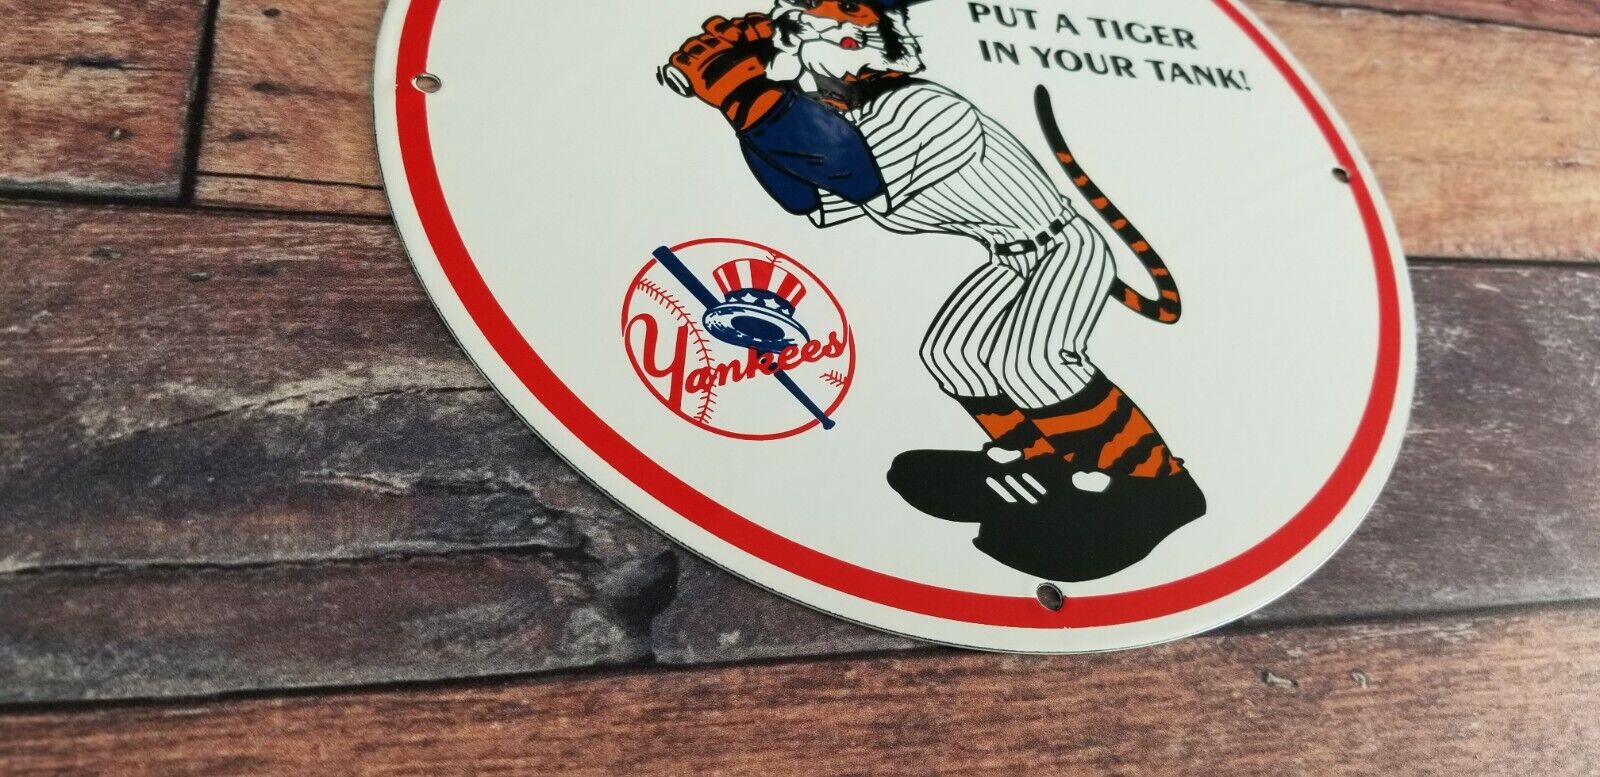 PUT A TIGER
IN YOUR TANK!
Yankees